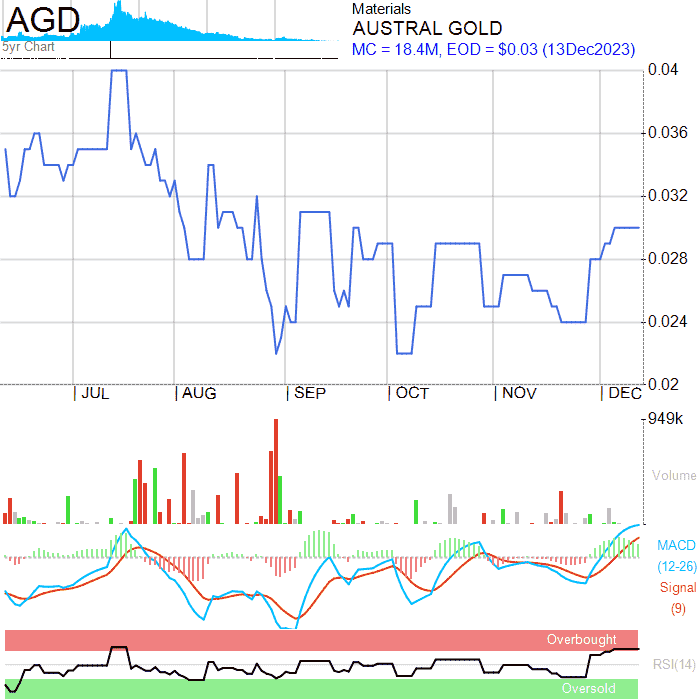 AGD
5yr Chart
Materials
AUSTRAL GOLD
MC = 18.4M, EOD = $0.03 (13Dec2023)
0.04
0.036
0.032
0.028
0.024
0.02
JUL AUG SEP OCT NOV DEC
949k
Volume
MACD
(12-26)
Signal
(9)
Overbought
RSI(14)
Oversold